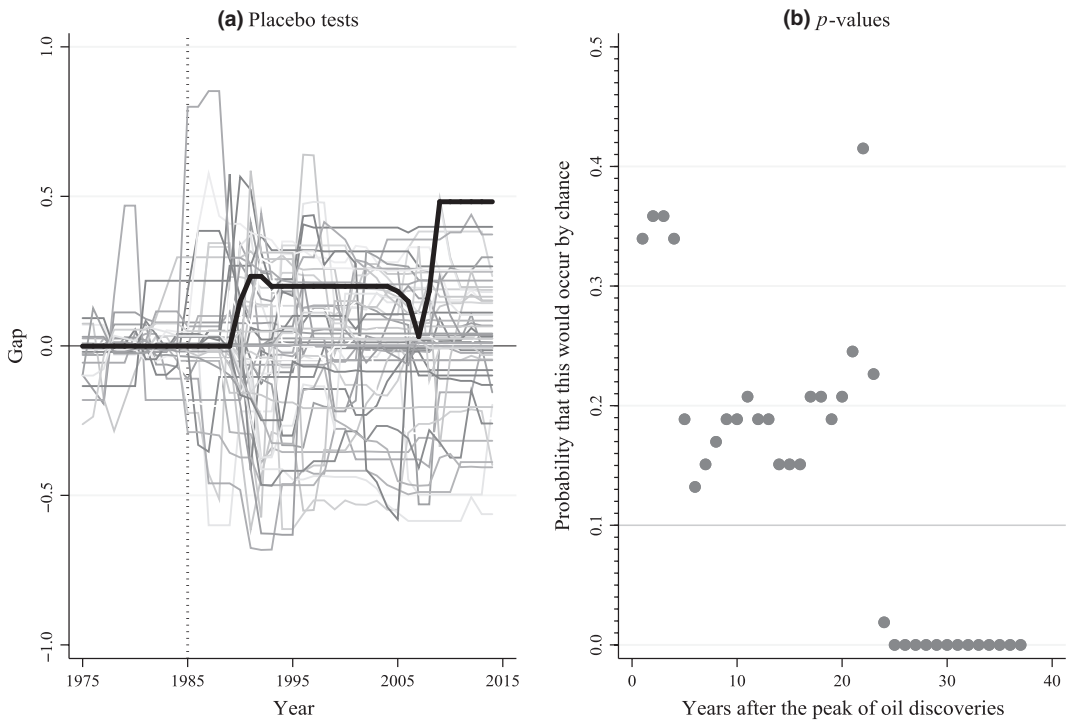 (a) Placebo tests
1.0
0.5
0.0
−0.5
−1.0
Gap
1975 1985 1995 2005 2015
Year
(b) p-values
0.5
0.4
0.3
0.2
0.1
0.0
Probability that this would occur by chance
0 10 20 30 40
Years after the peak of oil discoveries